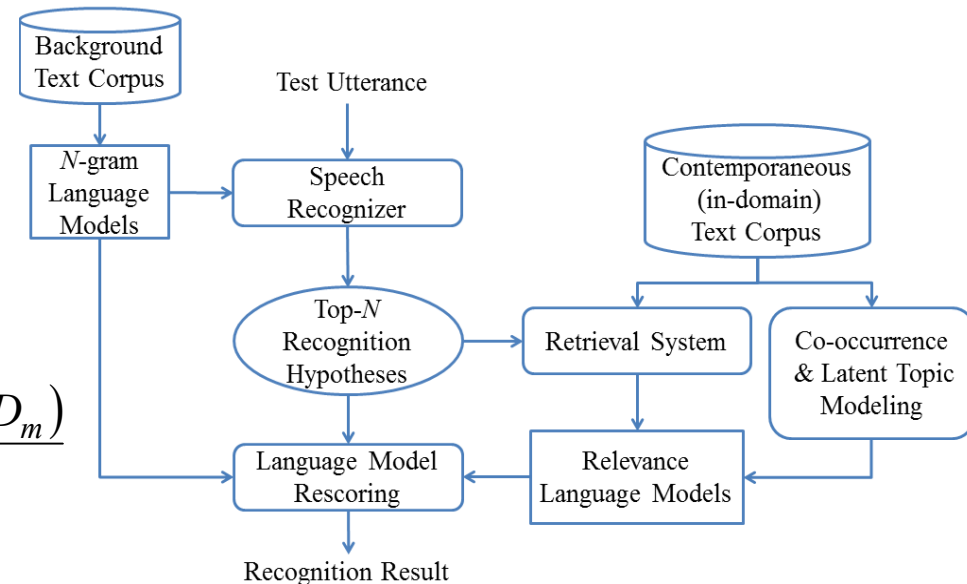 Background
Text Corpus
Test Utterance
N-gram
Language
Models
Speech
Recognizer
Contemporaneous
(in-domain)
Text Corpus
Top-N
Recognition
Hypotheses
Retrieval System
Co-occurrence
& Latent Topic
Modeling
D_m)
Language Model
Rescoring
Relevance
Language Models
Recognition Result